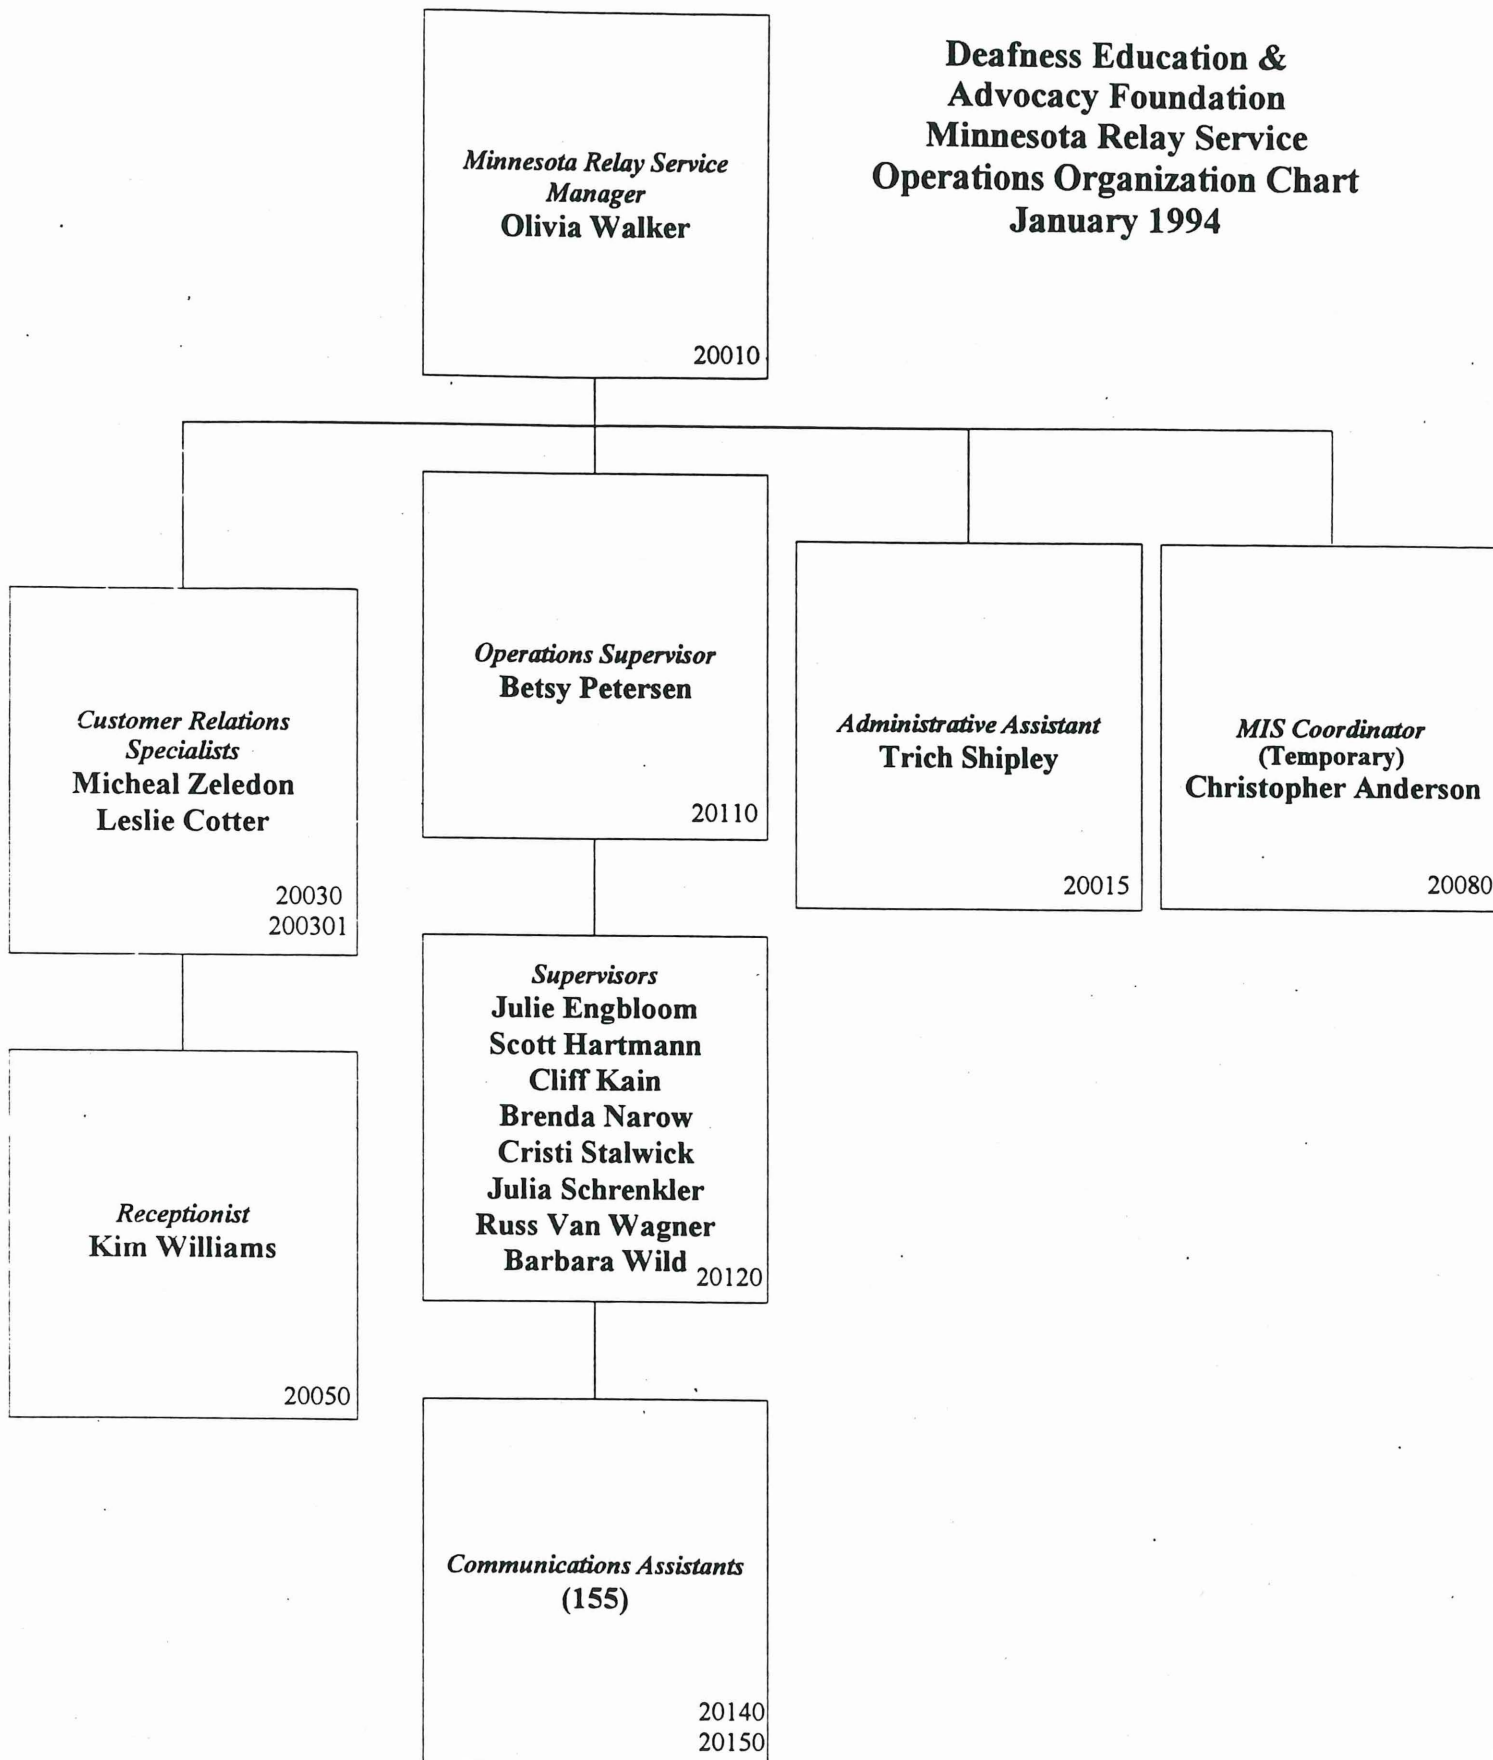 Deafness Education &
Advocacy Foundation
Minnesota Relay Service
Operations Organization Chart
January 1994
Minnesota Relay Service
Manager
Olivia Walker
20010
Customer Relations
Specialists
Micheal Zeledon
Leslie Cotter
20030
200301
Operations Supervisor
Betsy Petersen
20110
Administrative Assistant
Trich Shipley
20015
MIS Coordinator
(Temporary)
Christopher Anderson
20080
Receptionist
Kim Williams
20050
Supervisors
Julie Engbloom
Scott Hartmann
Cliff Kain
Brenda Narow
Cristi Stalwick
Julia Schrenkler
Russ Van Wagner
Barbara Wild
20120
Communications Assistants
(155)
20140
20150